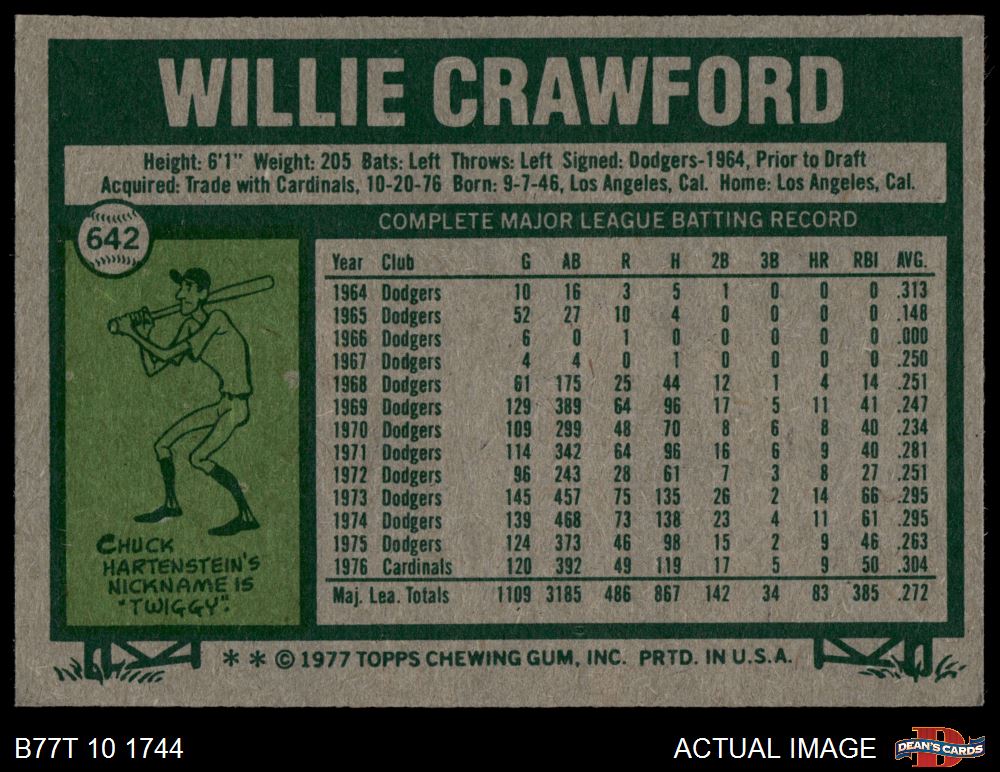 WILLIE CRAWFORD
Height: 6'1" Weight: 205 Bats: Left Throws: Left Signed: Dodgers-1964, Prior to Draft
Acquired: Trade with Cardinals, 10-20-76 Born: 9-7-46, Los Angeles, Cal. Home: Los Angeles, Cal.
642
COMPLETE MAJOR LEAGUE BATTING RECORD
Year Club G AB R H 2B 3B HR RBI AVG.
1964 Dodgers 10 16 3 5 1 0 0 0 .313
1965 Dodgers 52 27 10 4 0 0 0 0 .148
1966 Dodgers 6 0 1 0 0 0 0 0 .000
1967 Dodgers 4 4 0 1 0 0 0 0 .250
1968 Dodgers 61 175 25 44 12 1 4 14 .251
1969 Dodgers 129 389 64 96 17 5 11 41 .247
1970 Dodgers 109 299 48 70 8 6 8 40 .234
1971 Dodgers 114 342 64 96 16 6 9 40 .281
1972 Dodgers 96 243 28 61 7 3 8 27 .251
1973 Dodgers 145 457 75 135 26 2 14 66 .295
1974 Dodgers 139 468 73 138 23 4 11 61 .295
1975 Dodgers 124 373 46 98 15 2 9 46 .263
1976 Cardinals 120 392 49 119 17 5 9 50 .304
Maj. Lea. Totals 1109 3185 486 867 142 34 83 385 .272
CHUCK
HARTENSTEIN'S
NICKNAME IS
"TWIGGY".
* * © 1977 TOPPS CHEWING GUM, INC. PRTD. IN U.S.A.
B77T 10 1744
ACTUAL IMAGE
D
DEAN'S CARDS